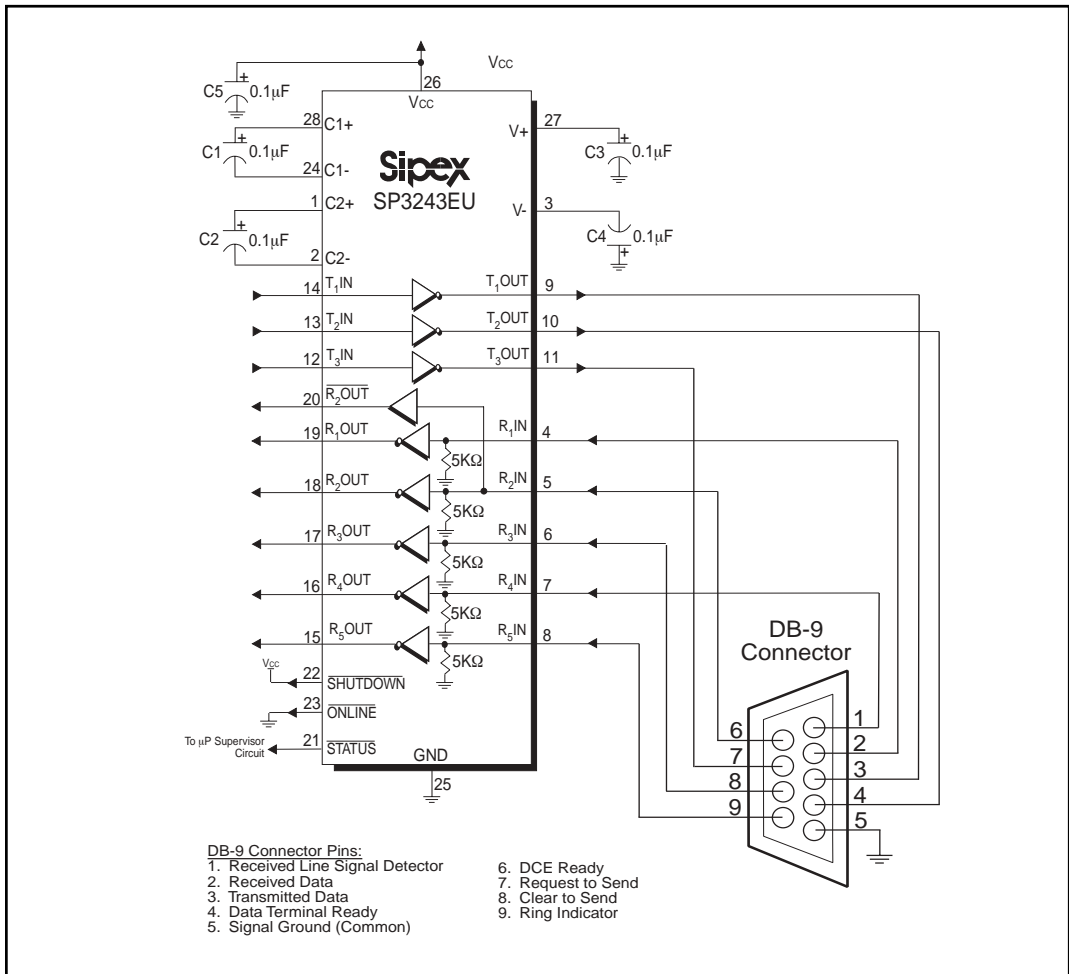 VCC
C5 + 0.1µF
26
VCC
28 C1+
C1 + 0.1µF
24 C1-
1 C2+
C2 + 0.1µF
2 C2-
Sipex
SP3243EU
V+ 27
C3 + 0.1µF
V- 3
C4 0.1µF +
14 T1IN T1OUT 9
13 T2IN T2OUT 10
12 T3IN T3OUT 11
20 R2OUT
19 R1OUT R1IN 4
5KΩ
18 R2OUT R2IN 5
5KΩ
17 R3OUT R3IN 6
5KΩ
16 R4OUT R4IN 7
5KΩ
15 R5OUT R5IN 8
5KΩ
VCC
22 SHUTDOWN
23 ONLINE
To µP Supervisor
Circuit
21 STATUS
GND
25
DB-9
Connector
6
7
8
9
1
2
3
4
5
DB-9 Connector Pins:
1. Received Line Signal Detector
2. Received Data
3. Transmitted Data
4. Data Terminal Ready
5. Signal Ground (Common)
6. DCE Ready
7. Request to Send
8. Clear to Send
9. Ring Indicator